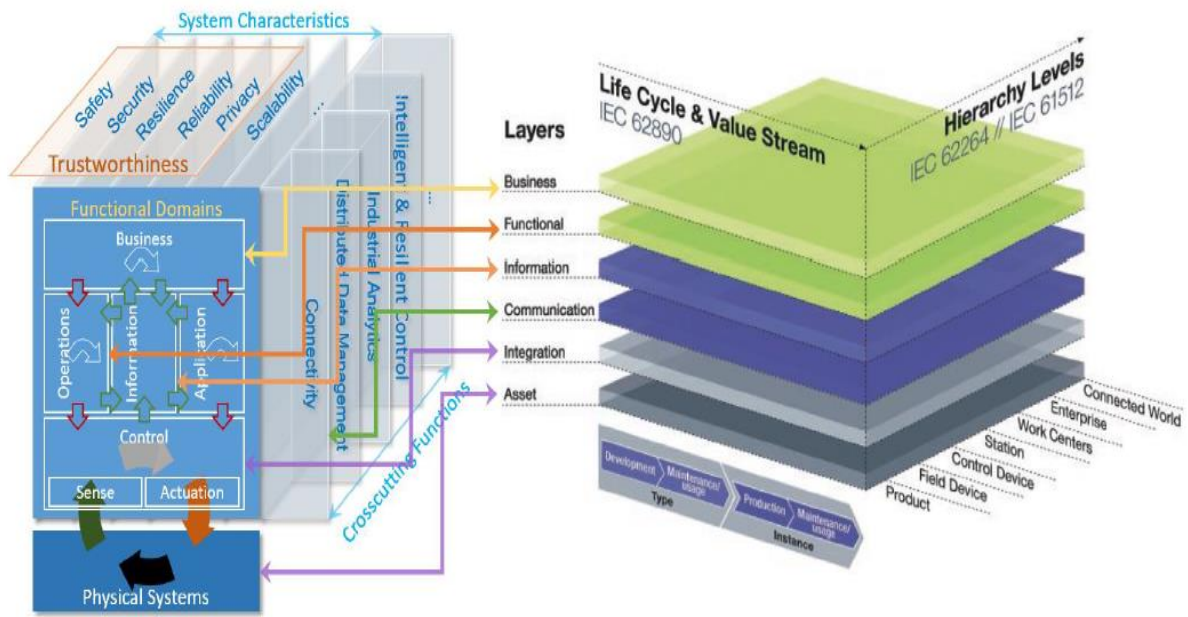 System Characteristics
Safety
Security
Resilience
Reliability
Privacy
Scalability
...
Trustworthiness
Functional Domains
Business
Operations
Information
Application
Control
Sense
Actuation
Physical Systems
Connectivity
Distributed Data Management
Industrial Analytics
Intelligent & Resilient Control
...
Crosscutting Functions
Layers
Business
Functional
Information
Communication
Integration
Asset
Life Cycle & Value Stream
IEC 62890
Hierarchy Levels
IEC 62264 // IEC 61512
Connected World
Enterprise
Work Centers
Station
Control Device
Field Device
Product
Development
Maintenance/
usage
Type
Production
Maintenance/
usage
Instance